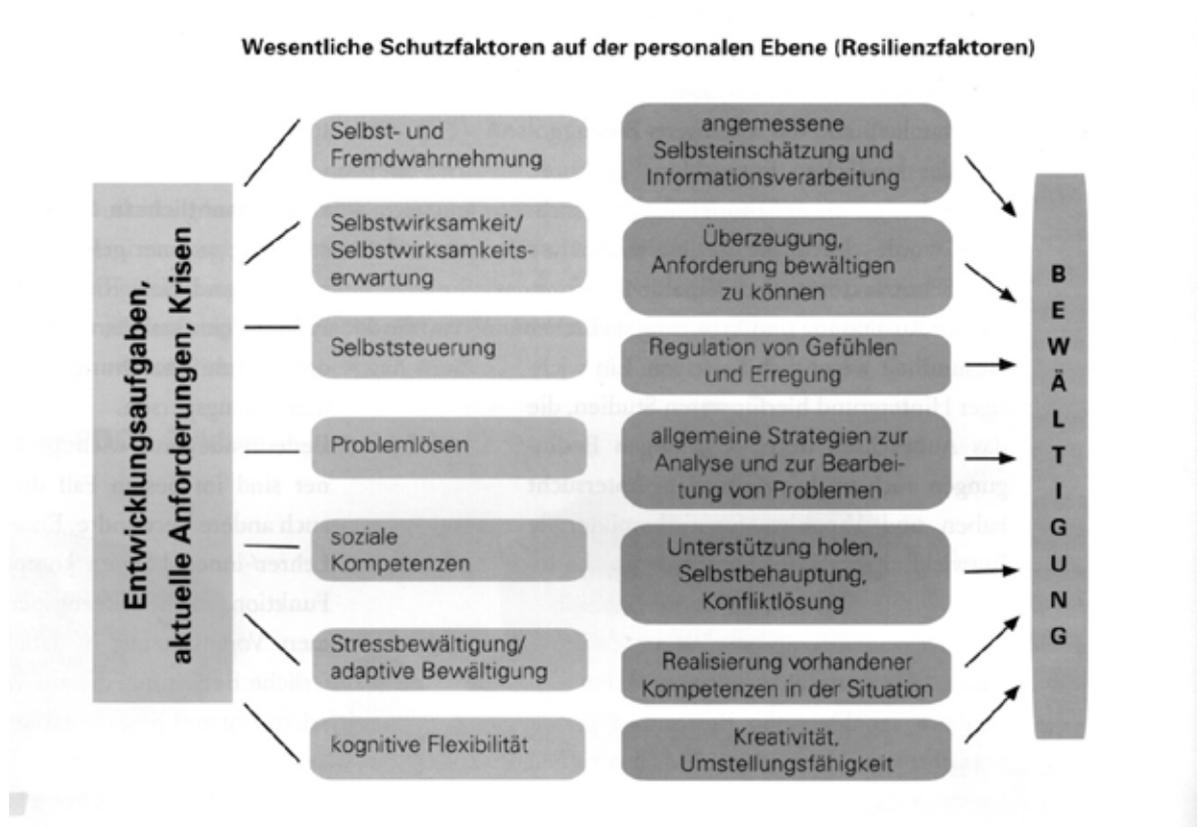 Wesentliche Schutzfaktoren auf der personalen Ebene (Resilienzfaktoren)
Entwicklungsaufgaben,
aktuelle Anforderungen, Krisen
Selbst- und
Fremdwahrnehmung
angemessene
Selbsteinschätzung und
Informationsverarbeitung
Selbstwirksamkeit/
Selbstwirksamkeits-
erwartung
Überzeugung,
Anforderung bewältigen
zu können
Selbststeuerung
Regulation von Gefühlen
und Erregung
Problemlösen
allgemeine Strategien zur
Analyse und zur Bearbei-
tung von Problemen
soziale
Kompetenzen
Unterstützung holen,
Selbstbehauptung,
Konfliktlösung
Stressbewältigung/
adaptive Bewältigung
Realisierung vorhandener
Kompetenzen in der Situation
kognitive Flexibilität
Kreativität,
Umstellungsfähigkeit
BEWÄLTIGUNG